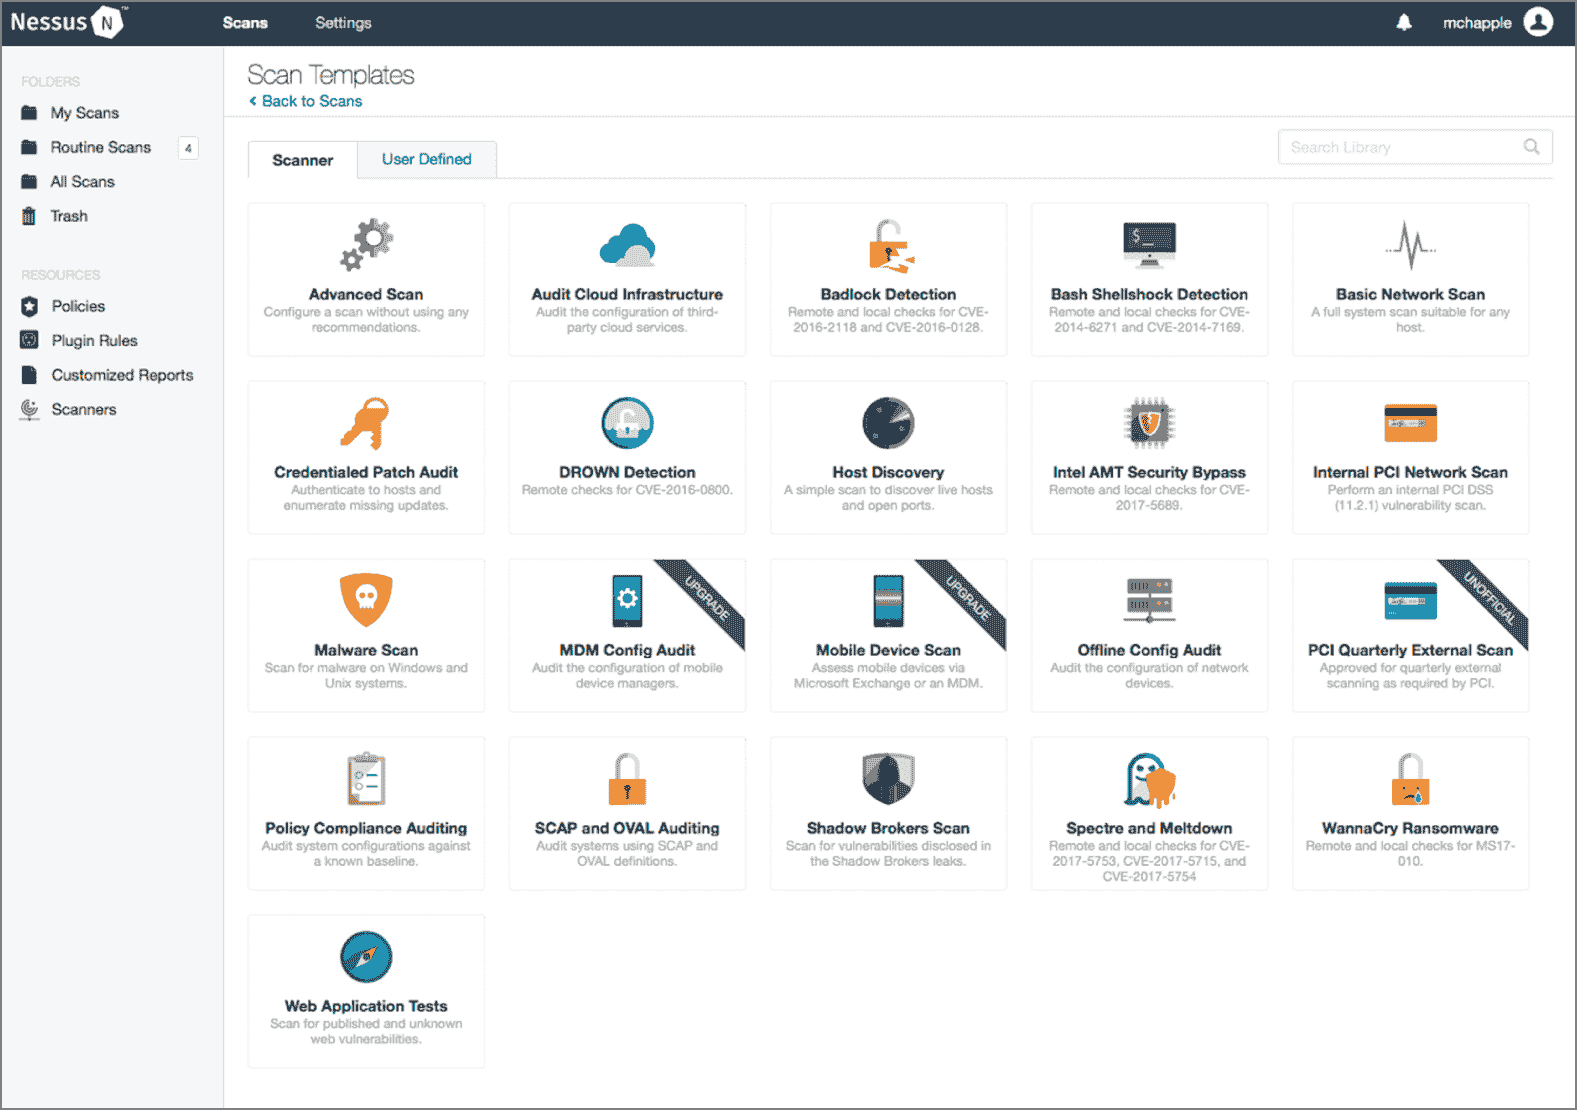 Nessus N ™
Scans
Settings
mchapple
FOLDERS
My Scans
Routine Scans 4
All Scans
Trash
RESOURCES
Policies
Plugin Rules
Customized Reports
Scanners
Scan Templates
Back to Scans
Scanner
User Defined
Search Library
Advanced Scan
Configure a scan without using any
recommendations.
Audit Cloud Infrastructure
Audit the configuration of third-
party cloud services.
Badlock Detection
Remote and local checks for CVE-
2016-2118 and CVE-2016-0128.
$_
Bash Shellshock Detection
Remote and local checks for CVE-
2014-6271 and CVE-2014-7169.
Basic Network Scan
A full system scan suitable for any
host.
Credentialed Patch Audit
Authenticate to hosts and
enumerate missing updates.
DROWN Detection
Remote checks for CVE-2016-0800.
Host Discovery
A simple scan to discover live hosts
and open ports.
Intel AMT Security Bypass
Remote and local checks for CVE-
2017-5689.
Internal PCI Network Scan
Perform an internal PCI DSS
(11.2.1) vulnerability scan.
Malware Scan
Scan for malware on Windows and
Unix systems.
UPGRADE
MDM Config Audit
Audit the configuration of mobile
device managers.
UPGRADE
Mobile Device Scan
Assess mobile devices via
Microsoft Exchange or an MDM.
Offline Config Audit
Audit the configuration of network
devices.
UNOFFICIAL
PCI Quarterly External Scan
Approved for quarterly external
scanning as required by PCI.
Policy Compliance Auditing
Audit system configurations against
a known baseline.
SCAP and OVAL Auditing
Audit systems using SCAP and
OVAL definitions.
Shadow Brokers Scan
Scan for vulnerabilities disclosed in
the Shadow Brokers leaks.
Spectre and Meltdown
Remote and local checks for CVE-
2017-5753, CVE-2017-5715, and
CVE-2017-5754
WannaCry Ransomware
Remote and local checks for MS17-
010.
Web Application Tests
Scan for published and unknown
web vulnerabilities.